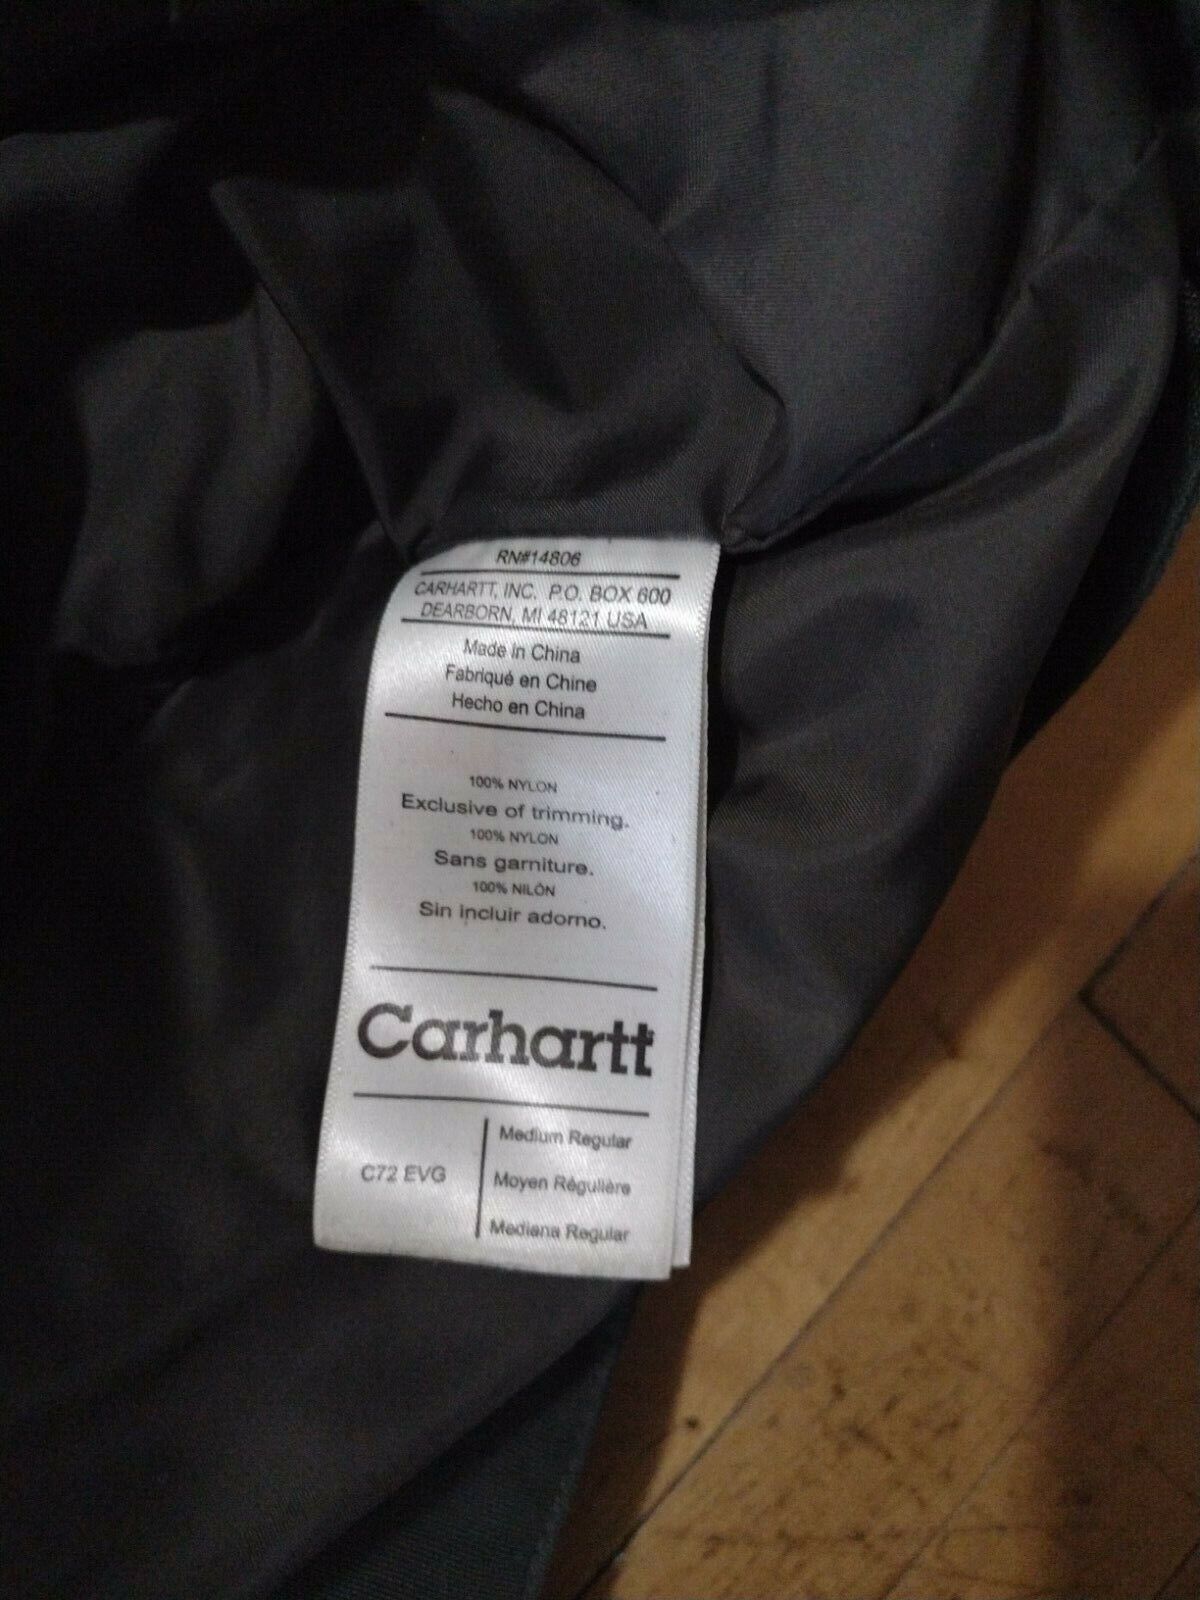 RN#14806
CARHARTT, INC. P.O. BOX 600
DEARBORN, MI 48121 USA
Made in China
Fabriqué en Chine
Hecho en China
100% NYLON
Exclusive of trimming.
100% NYLON
Sans garniture.
100% NILÓN
Sin incluir adorno.
Carhartt
C72 EVG
Medium Regular
Moyen Régulière
Mediana Regular